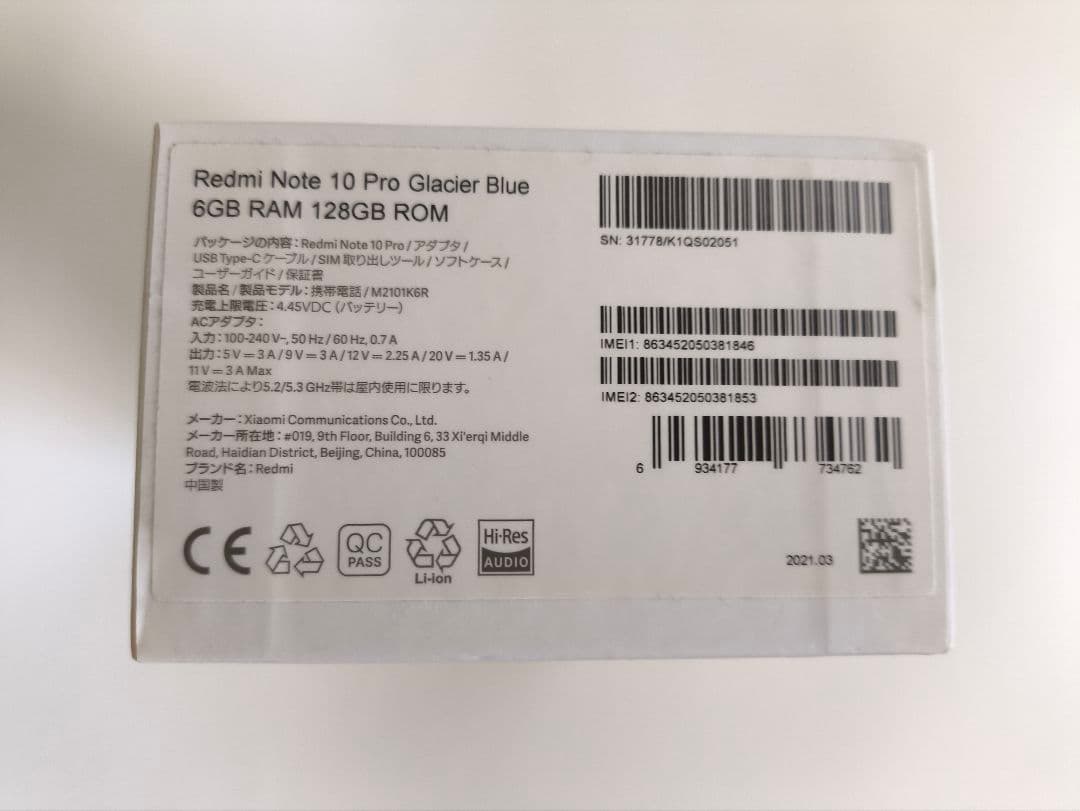 Redmi Note 10 Pro Glacier Blue
6GB RAM 128GB ROM
パッケージの内容：Redmi Note 10 Pro / アダプタ /
USB Type-C ケーブル / SIM 取り出しツール / ソフトケース /
ユーザーガイド / 保証書
製品名 / 製品モデル：携帯電話 / M2101K6R
充電上限電圧：4.45VDC（バッテリー）
ACアダプタ：
入力：100-240 V~, 50 Hz / 60 Hz, 0.7 A
出力：5 V⎓3 A / 9 V⎓3 A / 12 V⎓2.25 A / 20 V⎓1.35 A /
11 V⎓3 A Max
電波法により5.2/5.3 GHz帯は屋内使用に限ります。
メーカー：Xiaomi Communications Co., Ltd.
メーカー所在地：#019, 9th Floor, Building 6, 33 Xi'erqi Middle
Road, Haidian District, Beijing, China, 100085
ブランド名：Redmi
中国製
CE
QC
PASS
Li-ion
Hi-Res
AUDIO
SN: 31778/K1QS02051
IMEI1: 863452050381846
IMEI2: 863452050381853
6 934177 734762
2021.03